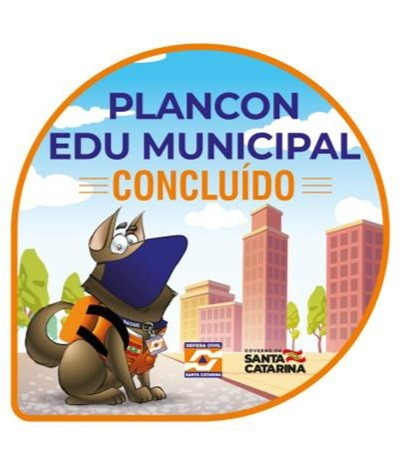 PLANCON
EDU MUNICIPAL
CONCLUÍDO
DEFESA CIVIL
SANTA CATARINA
GOVERNO DE
SANTA
CATARINA